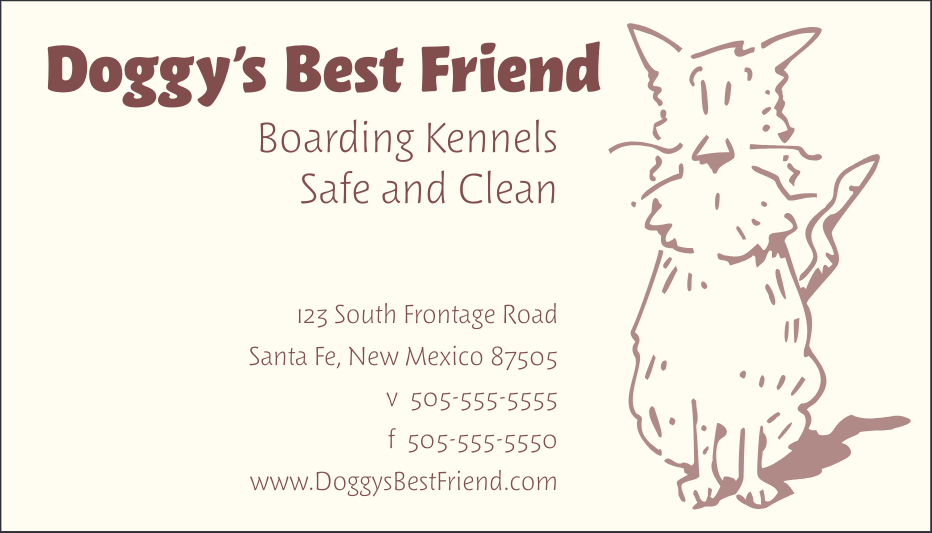 Doggy’s Best Friend
Boarding Kennels
Safe and Clean
123 South Frontage Road
Santa Fe, New Mexico 87505
v 505-555-5555
f 505-555-5550
www.DoggysBestFriend.com